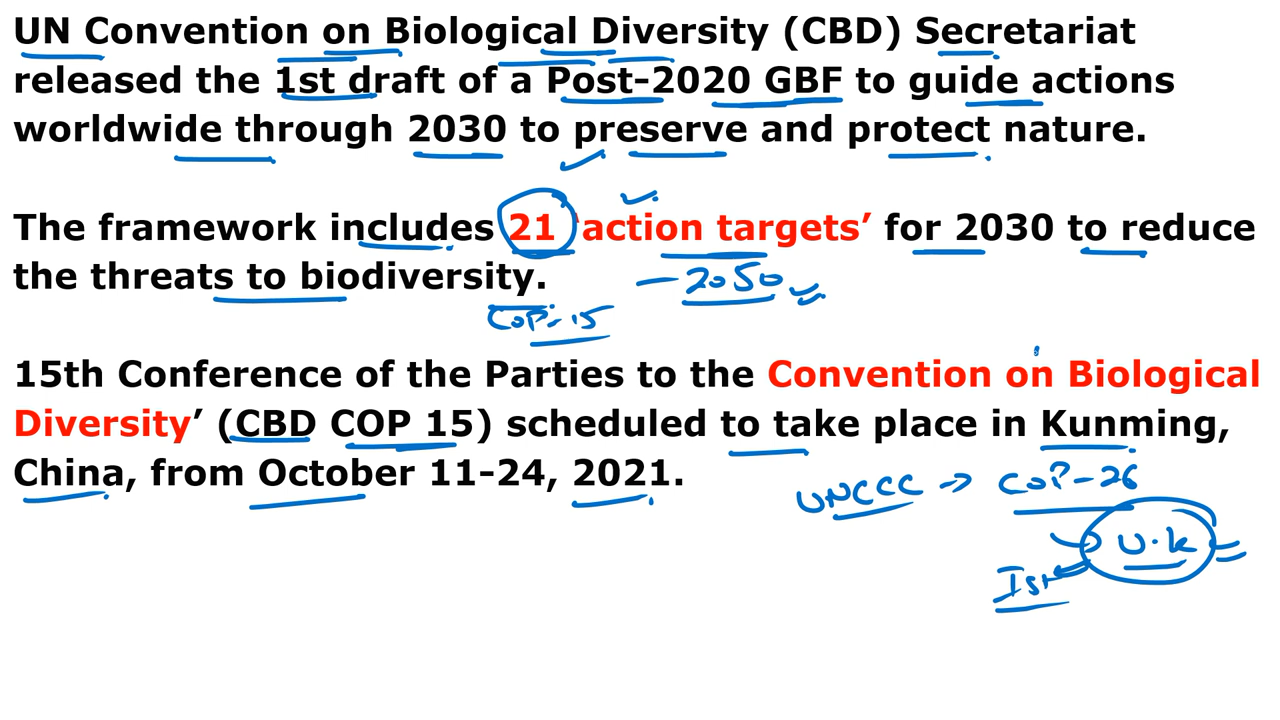 UN Convention on Biological Diversity (CBD) Secretariat
released the 1st draft of a Post-2020 GBF to guide actions
worldwide through 2030 to preserve and protect nature.
The framework includes 21 ‘action targets’ for 2030 to reduce
the threats to biodiversity.
— 2050
COP-15
15th Conference of the Parties to the Convention on Biological
Diversity’ (CBD COP 15) scheduled to take place in Kunming,
China, from October 11-24, 2021.
UNCCC → COP-26
U.K